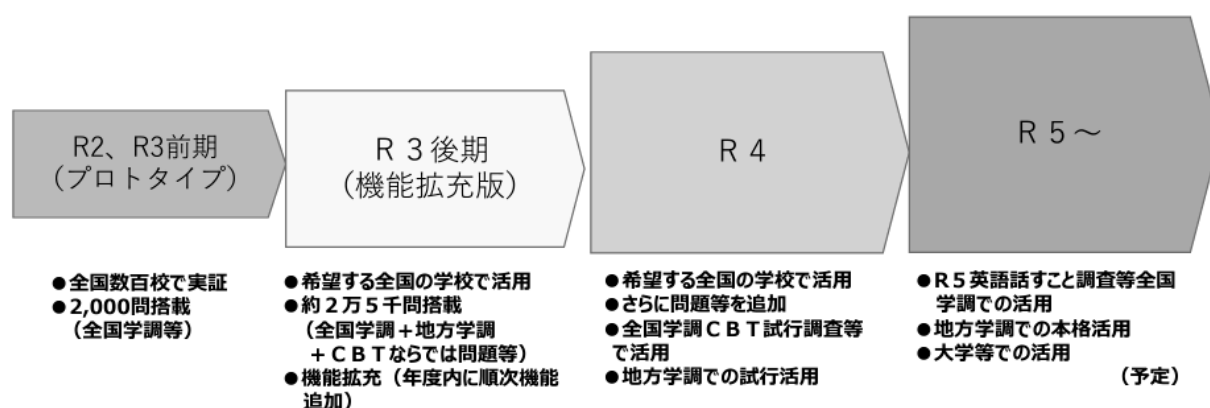 R2、R3前期
（プロトタイプ）
●全国数百校で実証
●2,000問搭載
（全国学調等）
Ｒ３後期
（機能拡充版）
●希望する全国の学校で活用
●約２万５千問搭載
（全国学調＋地方学調
＋ＣＢＴならでは問題等）
●機能拡充（年度内に順次機能
追加）
Ｒ４
●希望する全国の学校で活用
●さらに問題等を追加
●全国学調ＣＢＴ試行調査等
で活用
●地方学調での試行活用
Ｒ５～
●R５英語話すこと調査等全国
学調での活用
●地方学調での本格活用
●大学等での活用
（予定）